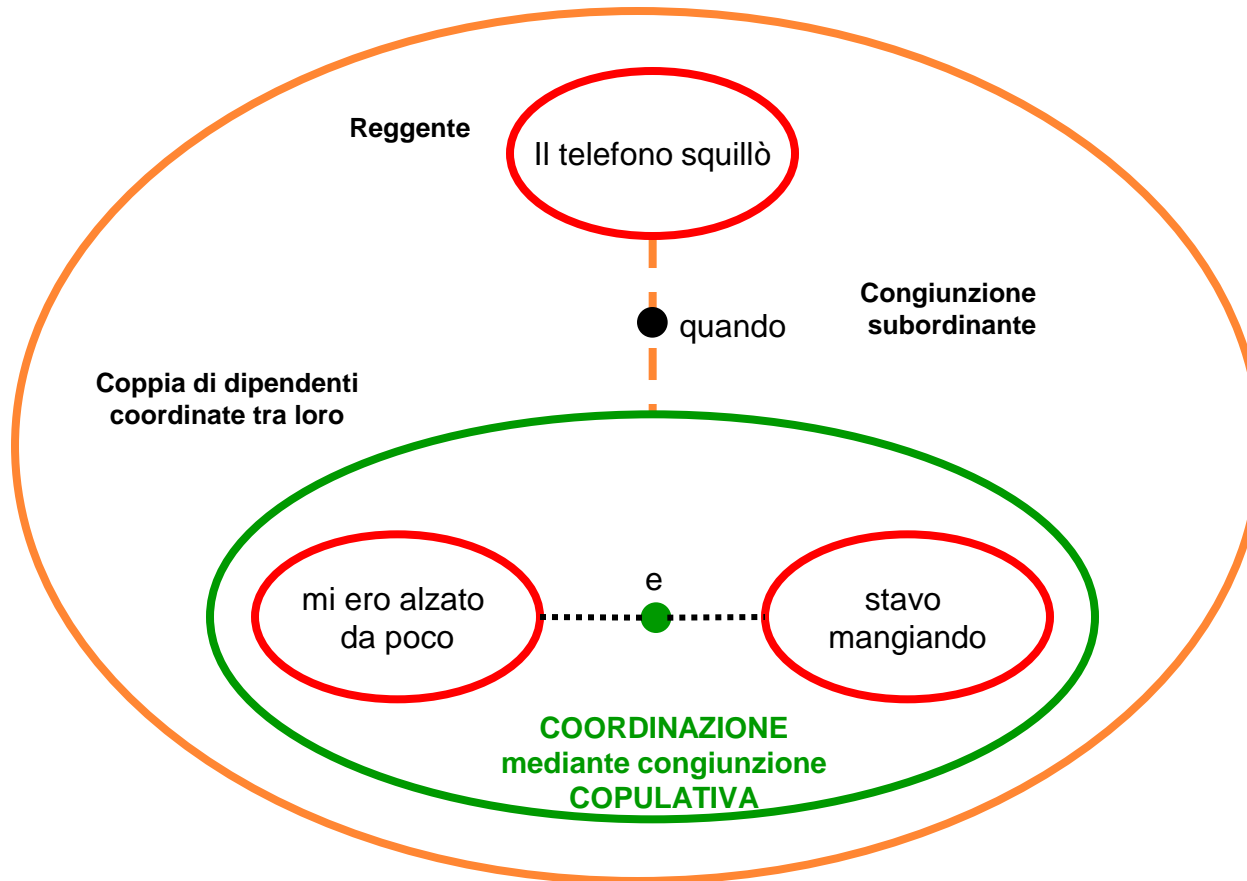 Reggente
Il telefono squillò
quando
Congiunzione
subordinante
Coppia di dipendenti
coordinate tra loro
mi ero alzato
da poco
e
stavo
mangiando
COORDINAZIONE
mediante congiunzione
COPULATIVA